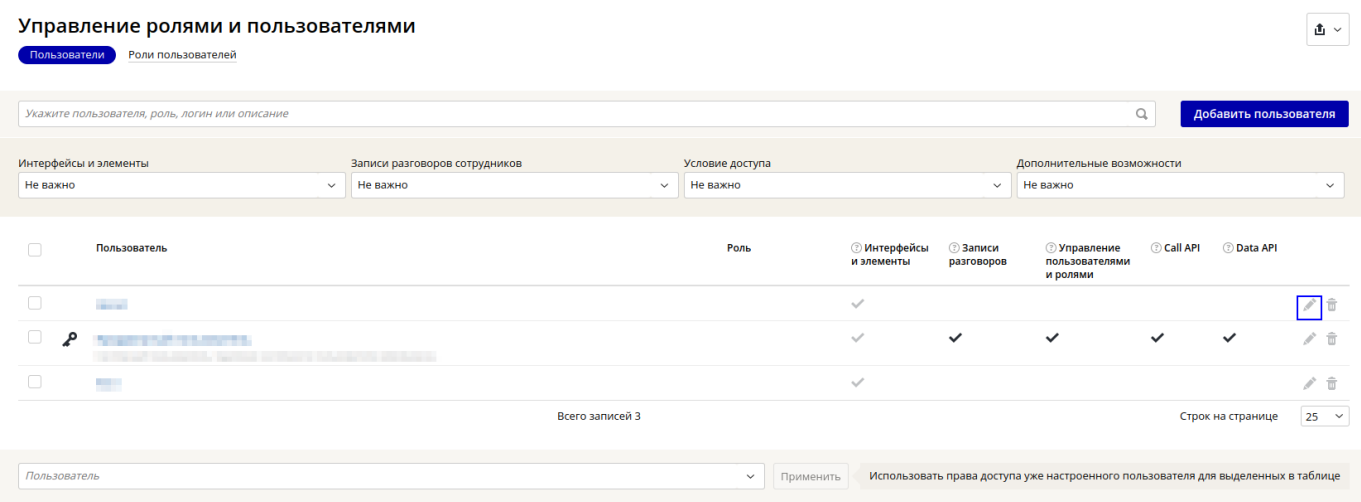 Управление ролями и пользователями
Пользователи Роли пользователей
Укажите пользователя, роль, логин или описание
Добавить пользователя
Интерфейсы и элементы Записи разговоров сотрудников Условие доступа Дополнительные возможности
Не важно Не важно Не важно Не важно
Пользователь Роль Интерфейсы Записи Управление Call API Data API
и элементы разговоров пользователями
и ролями
Всего записей 3 Строк на странице 25
Пользователь Применить Использовать права доступа уже настроенного пользователя для выделенных в таблице